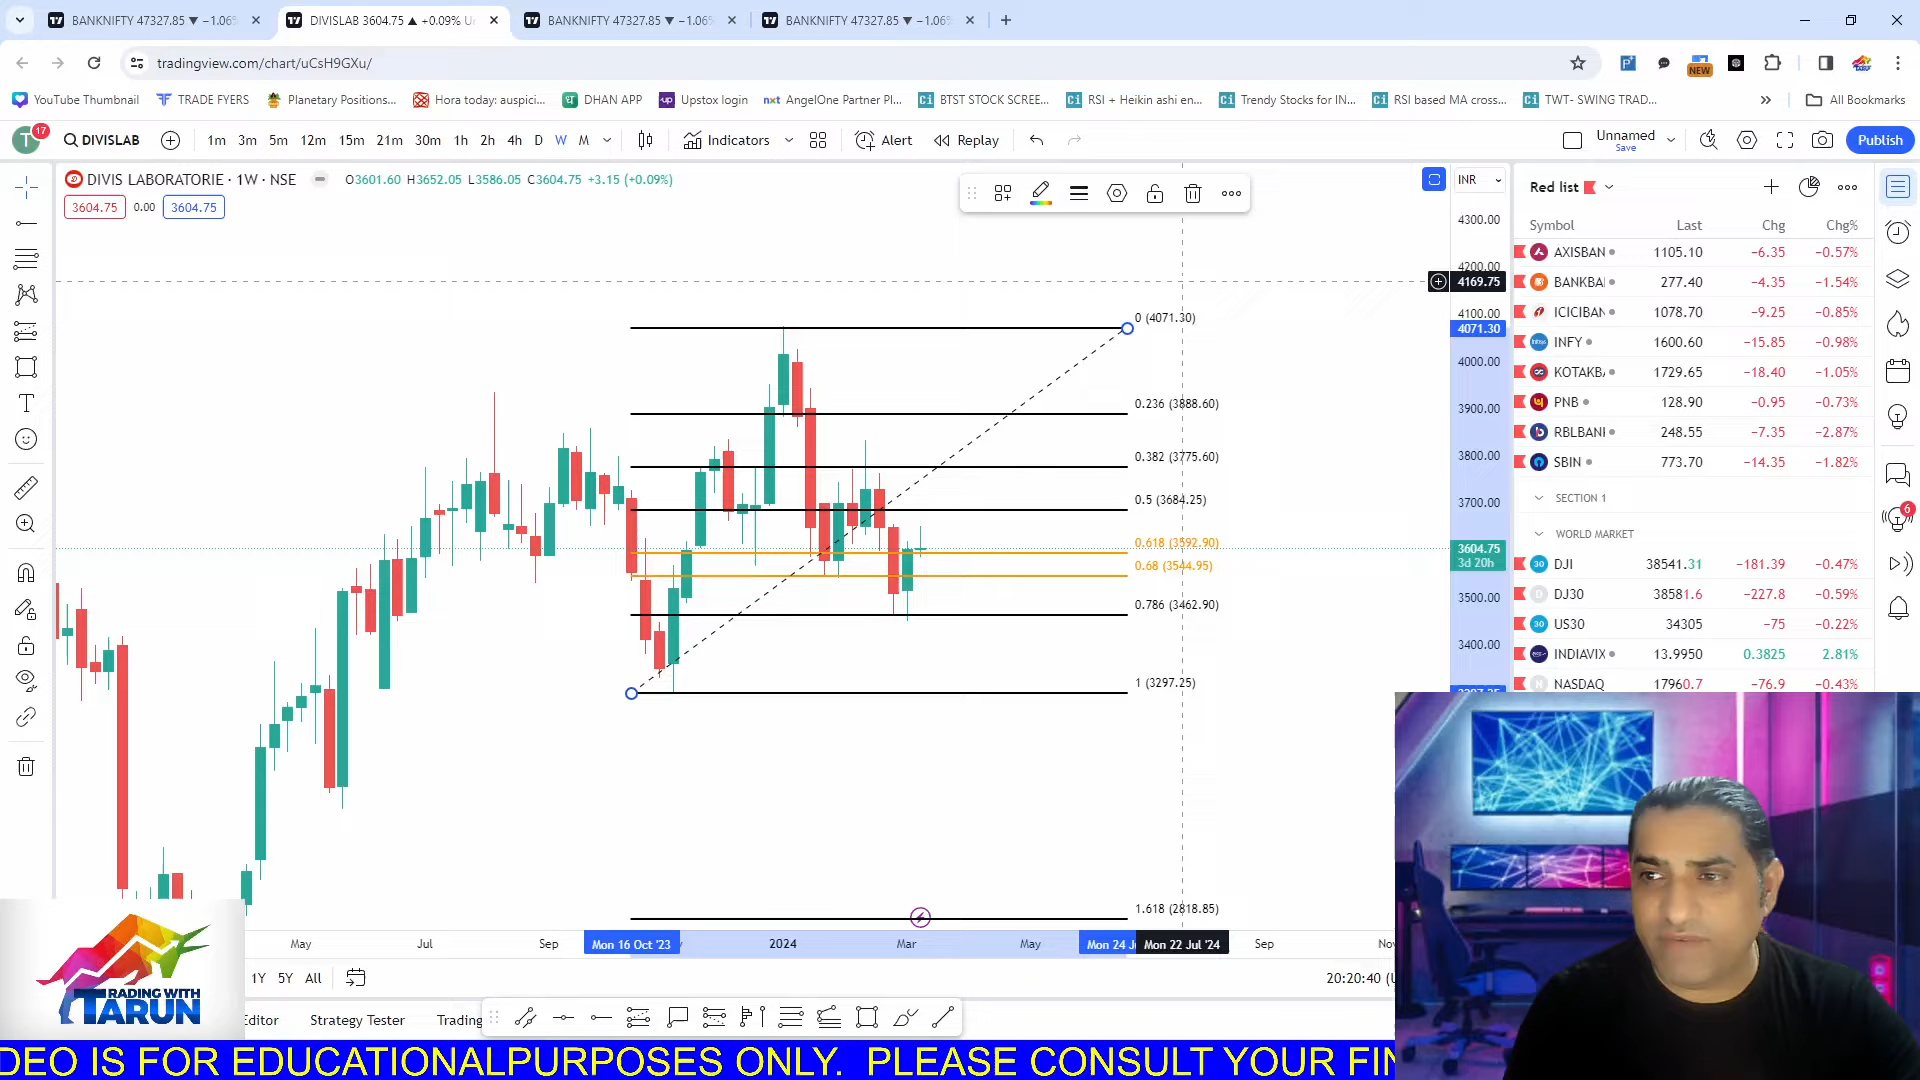 BANKNIFTY 47327.85 ▼ −1.06%
DIVISLAB 3604.75 ▲ +0.09% U
BANKNIFTY 47327.85 ▼ −1.06%
BANKNIFTY 47327.85 ▼ −1.06%
tradingview.com/chart/uCsH9GXu/
NEW
YouTube Thumbnail
TRADE FYERS
Planetary Positions...
Hora today: auspici...
DHAN APP
Upstox login
nxt AngelOne Partner Pl...
Ci BTST STOCK SCREE...
Ci RSI + Heikin ashi en...
Ci Trendy Stocks for IN...
Ci RSI based MA cross...
Ci TWT- SWING TRAD...
All Bookmarks
T 17
DIVISLAB
1m 3m 5m 12m 15m 21m 30m 1h 2h 4h D W M
Indicators
Alert
Replay
Unnamed
Save
Publish
DIVIS LABORATORIE · 1W · NSE
O3601.60 H3652.05 L3586.05 C3604.75 +3.15 (+0.09%)
3604.75 0.00 3604.75
INR
4300.00
4200.00
4169.75
4100.00
4071.30
4000.00
3900.00
3800.00
3700.00
3604.75
3d 20h
3500.00
3400.00
0 (4071.30)
0.236 (3888.60)
0.382 (3775.60)
0.5 (3684.25)
0.618 (3592.90)
0.68 (3544.95)
0.786 (3462.90)
1 (3297.25)
1.618 (2818.85)
Red list
Symbol Last Chg Chg%
AXISBAN 1105.10 −6.35 −0.57%
BANKBAI 277.40 −4.35 −1.54%
ICICIBAN 1078.70 −9.25 −0.85%
INFY 1600.60 −15.85 −0.98%
KOTAKB 1729.65 −18.40 −1.05%
PNB 128.90 −0.95 −0.73%
RBLBANI 248.55 −7.35 −2.87%
SBIN 773.70 −14.35 −1.82%
SECTION 1
WORLD MARKET
DJI 38541.31 −181.39 −0.47%
DJ30 38581.6 −227.8 −0.59%
US30 34305 −75 −0.22%
INDIAVIX 13.9950 0.3825 2.81%
NASDAQ 17960.7 −76.9 −0.43%
6
May Jul Sep Mon 16 Oct '23 2024 Mar May Mon 24 J Mon 22 Jul '24 Sep
1Y 5Y All
20:20:40
Editor
Strategy Tester
Trading
TRADING WITH
TARUN
DEO IS FOR EDUCATIONALPURPOSES ONLY. PLEASE CONSULT YOUR FIN